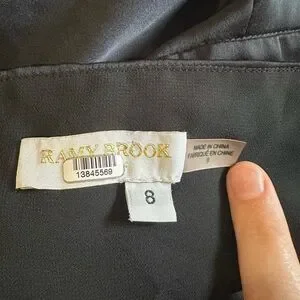 RAMY BROOK
13845569
8
MADE IN CHINA
FABRIQUÉ EN CHINE